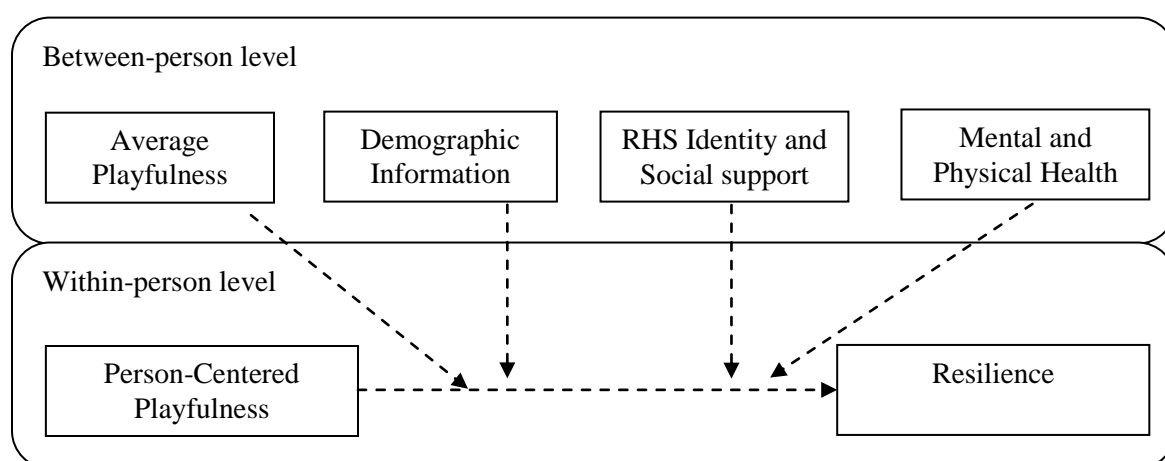 Between-person level
Average
Playfulness
Demographic
Information
RHS Identity and
Social support
Mental and
Physical Health
Within-person level
Person-Centered
Playfulness
Resilience